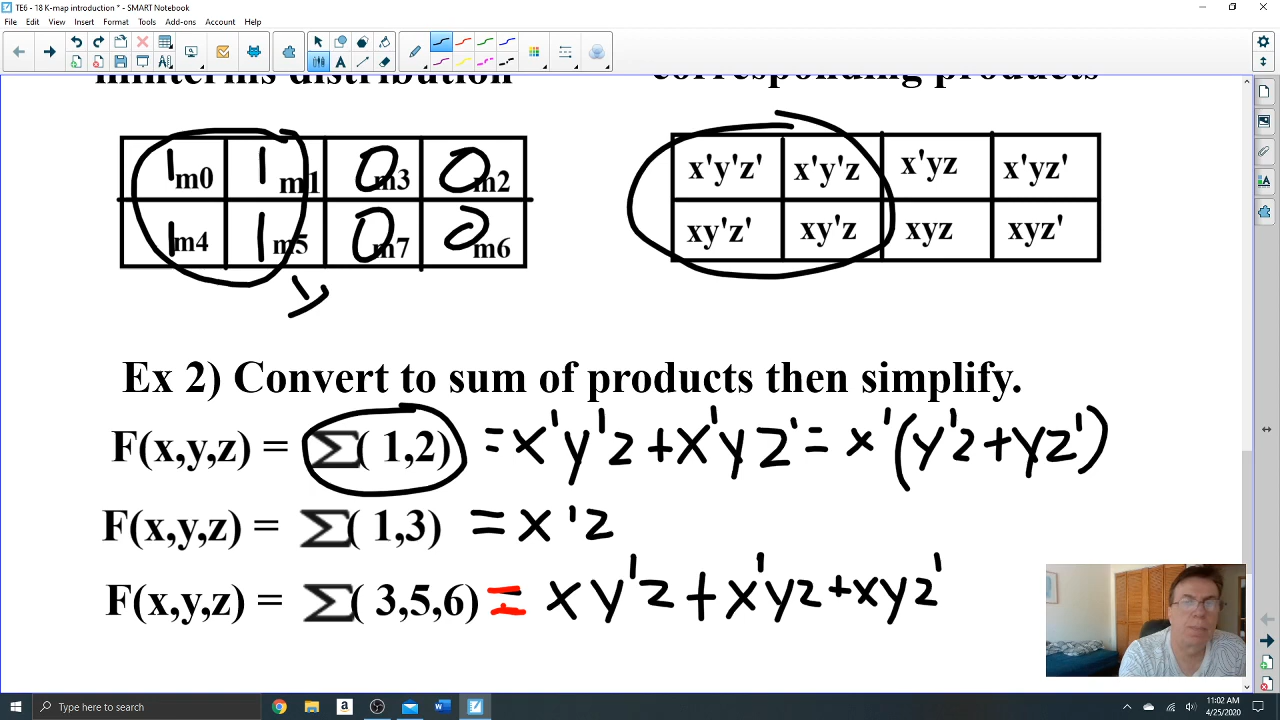 TE6 - 18 K-map introduction * - SMART Notebook
File Edit View Insert Format Tools Add-ons Account Help
minterms distribution
corresponding products
1 m0 1 m1 0 m3 0 m2
1 m4 1 m5 0 m7 0 m6
x'y'z' x'y'z x'yz x'yz'
xy'z' xy'z xyz xyz'
Ex 2) Convert to sum of products then simplify.
F(x,y,z) = Σ( 1,2) = x'y'z + x'yz' = x'(y'z + yz')
F(x,y,z) = Σ( 1,3) = x'z
F(x,y,z) = Σ( 3,5,6) = xy'z + x'yz + xyz'
Type here to search
11:02 AM
4/25/2020